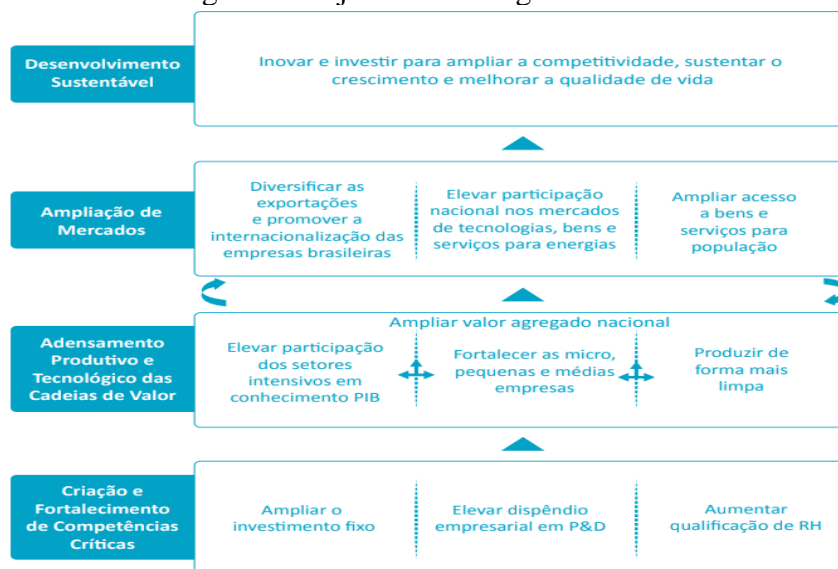 Desenvolvimento
Sustentável
Inovar e investir para ampliar a competitividade, sustentar o
crescimento e melhorar a qualidade de vida
Ampliação de
Mercados
Diversificar as
exportações
e promover a
internacionalização das
empresas brasileiras
Elevar participação
nacional nos mercados
de tecnologias, bens e
serviços para energias
Ampliar acesso
a bens e
serviços para
população
Adensamento
Produtivo e
Tecnológico das
Cadeias de Valor
Ampliar valor agregado nacional
Elevar participação
dos setores
intensivos em
conhecimento PIB
Fortalecer as micro,
pequenas e médias
empresas
Produzir de
forma mais
limpa
Criação e
Fortalecimento
de Competências
Críticas
Ampliar o
investimento fixo
Elevar dispêndio
empresarial em P&D
Aumentar
qualificação de RH